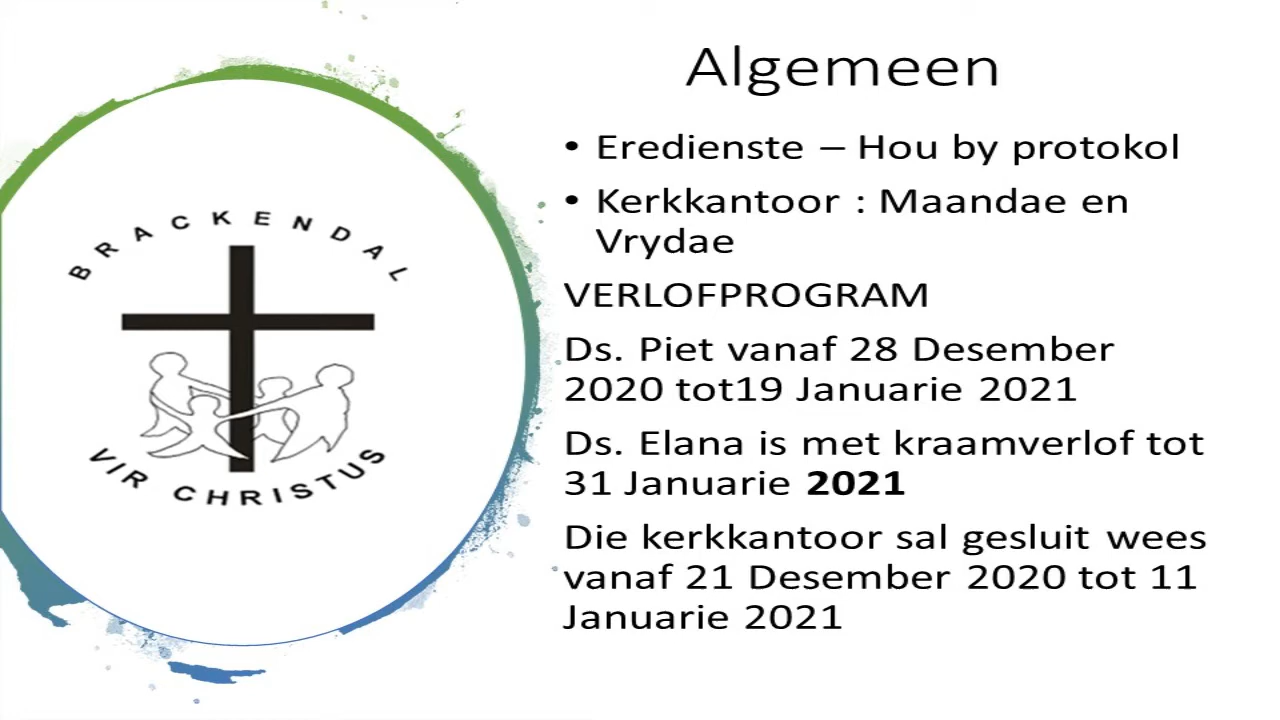 Algemeen
BRACKENDAL
VIR CHRISTUS
• Eredienste – Hou by protokol
• Kerkkantoor : Maandae en
Vrydae
VERLOFPROGRAM
Ds. Piet vanaf 28 Desember
2020 tot19 Januarie 2021
Ds. Elana is met kraamverlof tot
31 Januarie 2021
Die kerkkantoor sal gesluit wees
vanaf 21 Desember 2020 tot 11
Januarie 2021